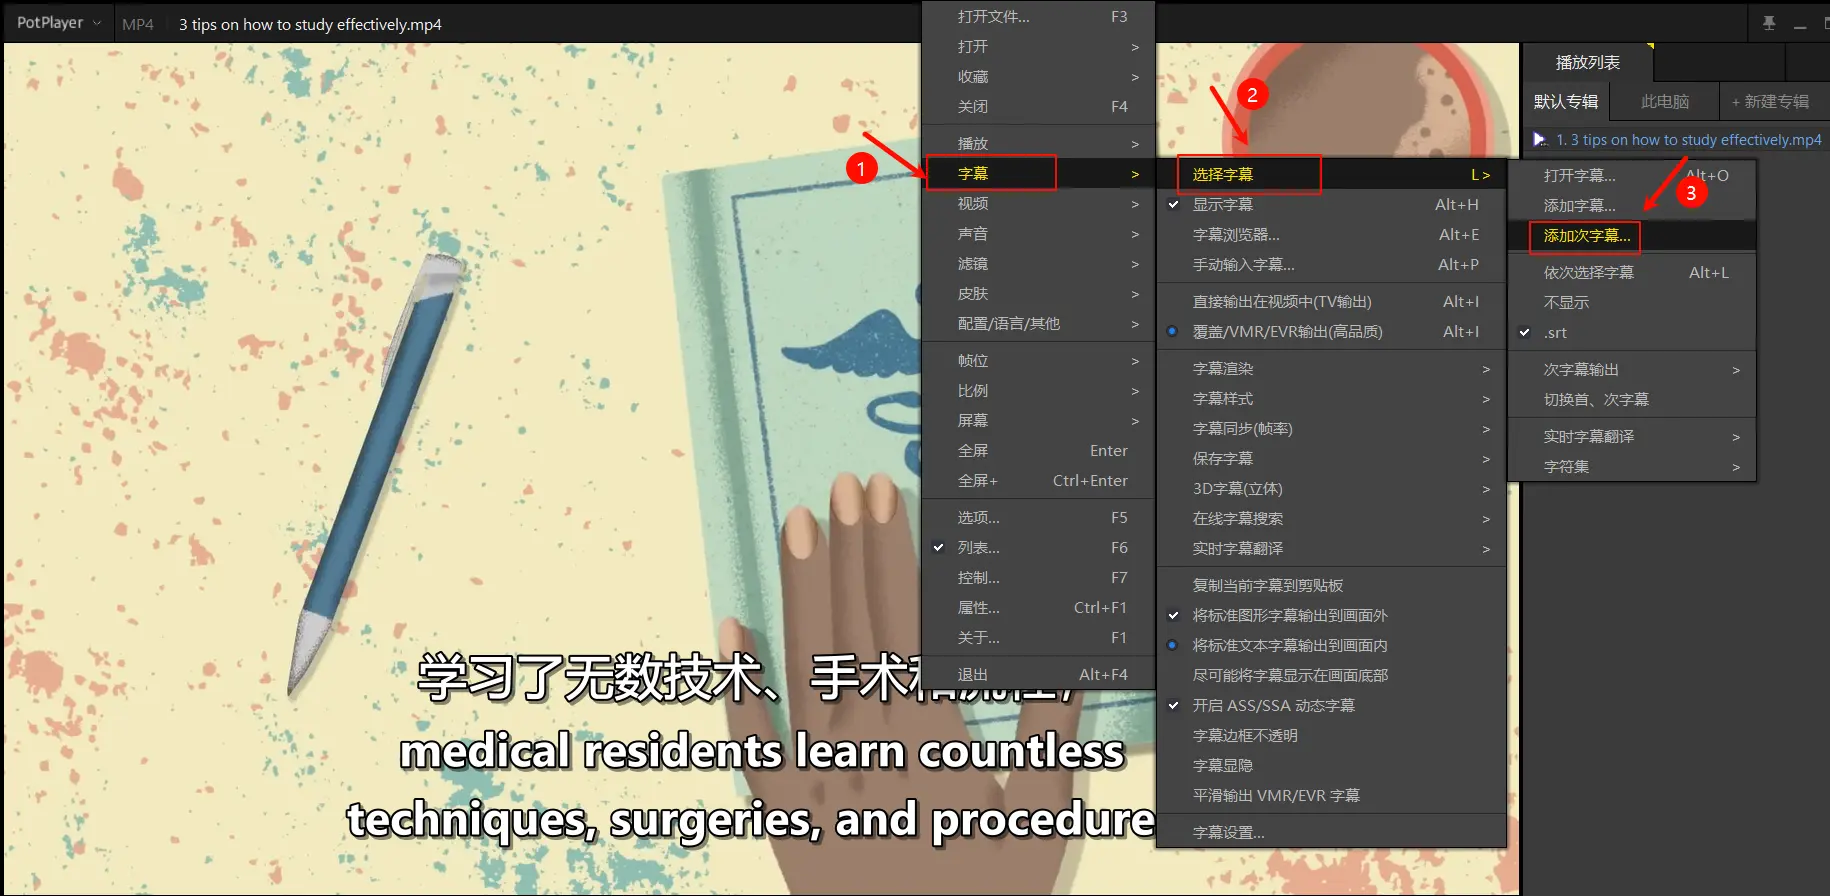 PotPlayer
MP4
3 tips on how to study effectively.mp4
打开文件... F3
打开 >
收藏 >
关闭 F4
播放 >
字幕 >
视频 >
声音 >
滤镜 >
皮肤 >
配置/语言/其他 >
帧位 >
比例 >
屏幕 >
全屏 Enter
全屏+ Ctrl+Enter
选项... F5
列表... F6
控制... F7
属性... Ctrl+F1
关于... F1
退出 Alt+F4
1
2
选择字幕 L >
显示字幕 Alt+H
字幕浏览器... Alt+E
手动输入字幕... Alt+P
直接输出在视频中(TV输出) Alt+I
覆盖/VMR/EVR输出(高品质) Alt+I
字幕渲染 >
字幕样式 >
字幕同步(帧率) >
保存字幕 >
3D字幕(立体) >
在线字幕搜索 >
实时字幕翻译 >
复制当前字幕到剪贴板
将标准图形字幕输出到画面外
将标准文本字幕输出到画面内
尽可能将字幕显示在画面底部
开启 ASS/SSA 动态字幕
字幕边框不透明
字幕显隐
平滑输出 VMR/EVR 字幕
字幕设置...
3
打开字幕... Alt+O
添加字幕...
添加次字幕...
依次选择字幕 Alt+L
不显示
.srt
次字幕输出 >
切换首、次字幕
实时字幕翻译 >
字符集 >
播放列表
默认专辑 此电脑 + 新建专辑
1. 3 tips on how to study effectively.mp4
学习了无数技术、手术和流程，
medical residents learn countless
techniques, surgeries, and procedure